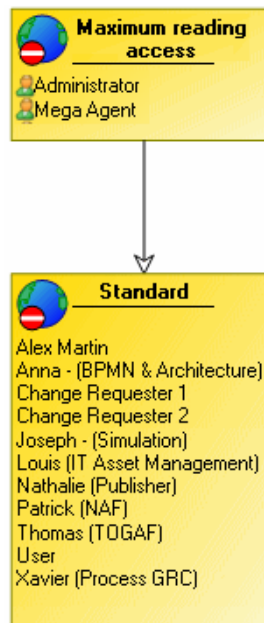 Maximum reading
access
Administrator
Mega Agent
Standard
Alex Martin
Anna - (BPMN & Architecture)
Change Requester 1
Change Requester 2
Joseph - (Simulation)
Louis (IT Asset Management)
Nathalie (Publisher)
Patrick (NAF)
Thomas (TOGAF)
User
Xavier (Process GRC)